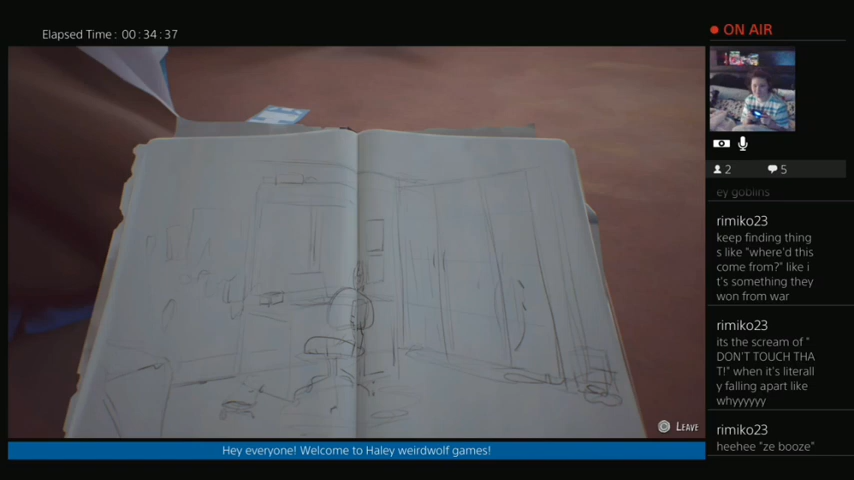 Elapsed Time : 00:34:37
ON AIR
2
5
ey goblins
rimiko23
keep finding thing
s like "where'd this
come from?" like i
t's something they
won from war
rimiko23
its the scream of "
DON'T TOUCH THA
T!" when it's literall
y falling apart like
whyyyyy
rimiko23
heehee "ze booze"
LEAVE
Hey everyone! Welcome to Haley weirdwolf games!